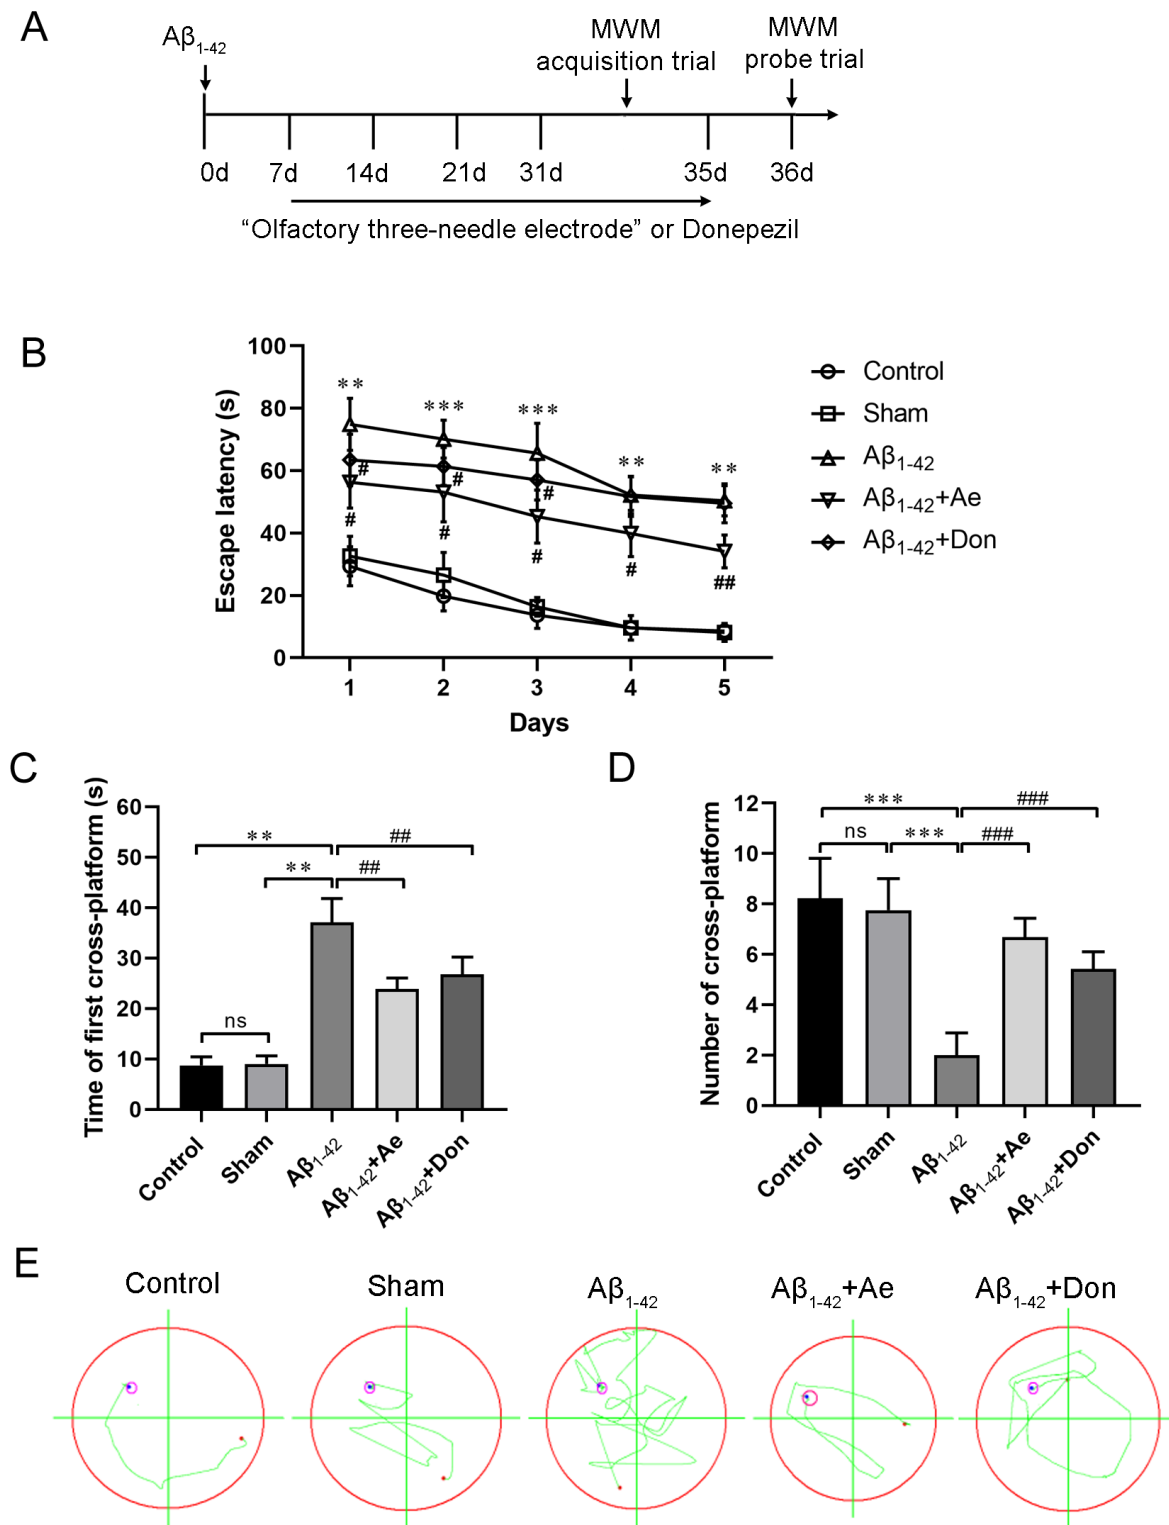 A
Aβ1-42
MWM
acquisition trial
MWM
probe trial
0d 7d 14d 21d 31d 35d 36d
“Olfactory three-needle electrode” or Donepezil
B
Escape latency (s)
100
80
60
40
20
0
** *** *** ** **
# # #
# # # # ##
1 2 3 4 5
Days
Control
Sham
Aβ1-42
Aβ1-42+Ae
Aβ1-42+Don
C
Time of first cross-platform (s)
60
50
40
30
20
10
0
** ##
** ##
ns
Control Sham Aβ1-42 Aβ1-42+Ae Aβ1-42+Don
D
Number of cross-platform
12
10
8
6
4
2
0
*** ###
ns *** ###
Control Sham Aβ1-42 Aβ1-42+Ae Aβ1-42+Don
E
Control Sham Aβ1-42 Aβ1-42+Ae Aβ1-42+Don